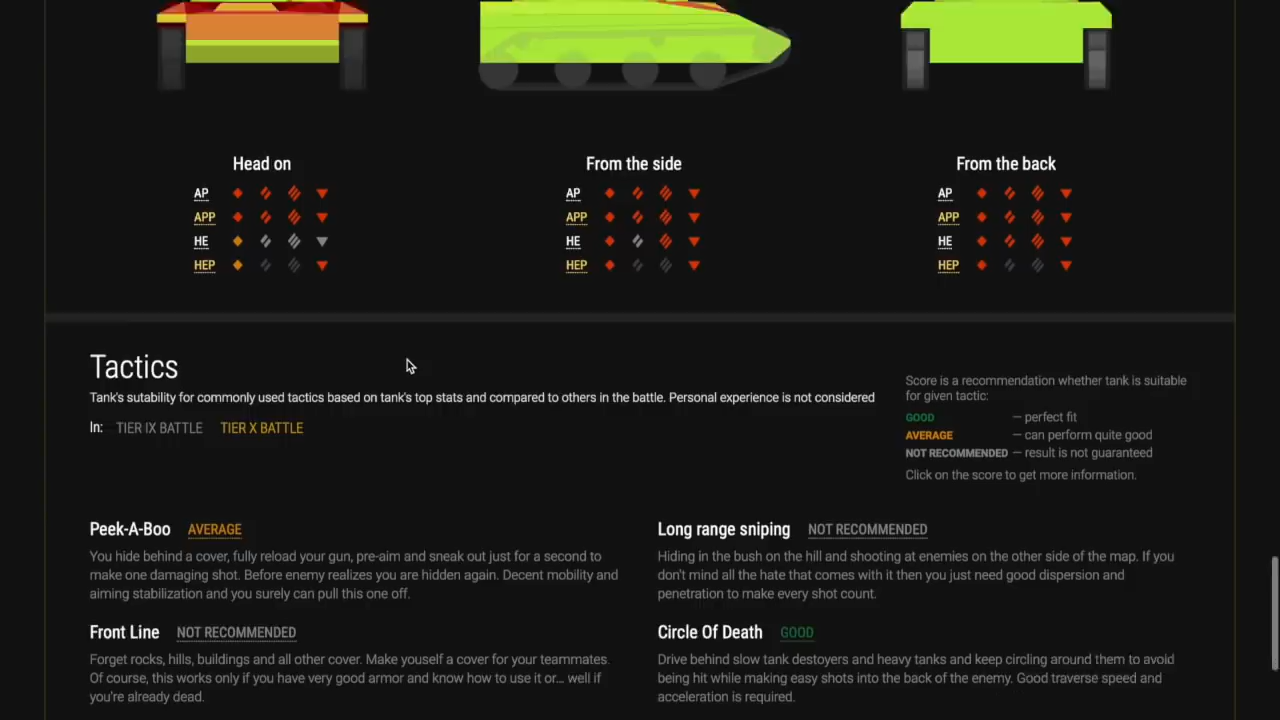 Head on
From the side
From the back
AP
AP
AP
APP
APP
APP
HE
HE
HE
HEP
HEP
HEP
Tactics
Tank's sutability for commonly used tactics based on tank's top stats and compared to others in the battle. Personal experience is not considered
In: TIER IX BATTLE TIER X BATTLE
Score is a recommendation whether tank is suitable
for given tactic:
GOOD — perfect fit
AVERAGE — can perform quite good
NOT RECOMMENDED — result is not guaranteed
Click on the score to get more information.
Peek-A-Boo AVERAGE
You hide behind a cover, fully reload your gun, pre-aim and sneak out just for a second to
make one damaging shot. Before enemy realizes you are hidden again. Decent mobility and
aiming stabilization and you surely can pull this one off.
Long range sniping NOT RECOMMENDED
Hiding in the bush on the hill and shooting at enemies on the other side of the map. If you
don't mind all the hate that comes with it then you just need good dispersion and
penetration to make every shot count.
Front Line NOT RECOMMENDED
Forget rocks, hills, buildings and all other cover. Make youself a cover for your teammates.
Of course, this works only if you have very good armor and know how to use it or... well if
you're already dead.
Circle Of Death GOOD
Drive behind slow tank destoyers and heavy tanks and keep circling around them to avoid
being hit while making easy shots into the back of the enemy. Good traverse speed and
acceleration is required.